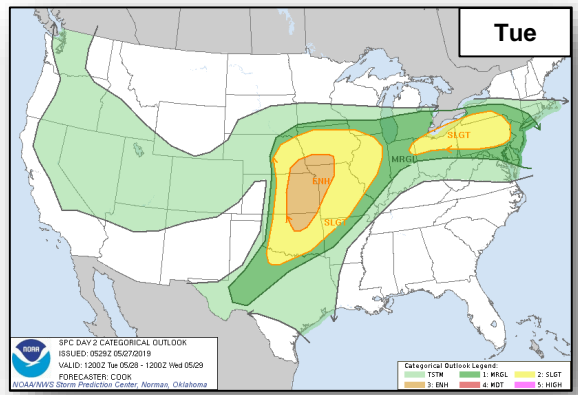 Tue
SLGT
MRGL
ENH
SLGT
NOAA
SPC DAY 2 CATEGORICAL OUTLOOK
ISSUED: 0529Z 05/27/2019
VALID: 1200Z Tue 05/28 - 1200Z Wed 05/29
FORECASTER: COOK
NOAA/NWS Storm Prediction Center, Norman, Oklahoma
Categorical Outlook Legend:
TSTM 1: MRGL 2: SLGT
3: ENH 4: MDT 5: HIGH